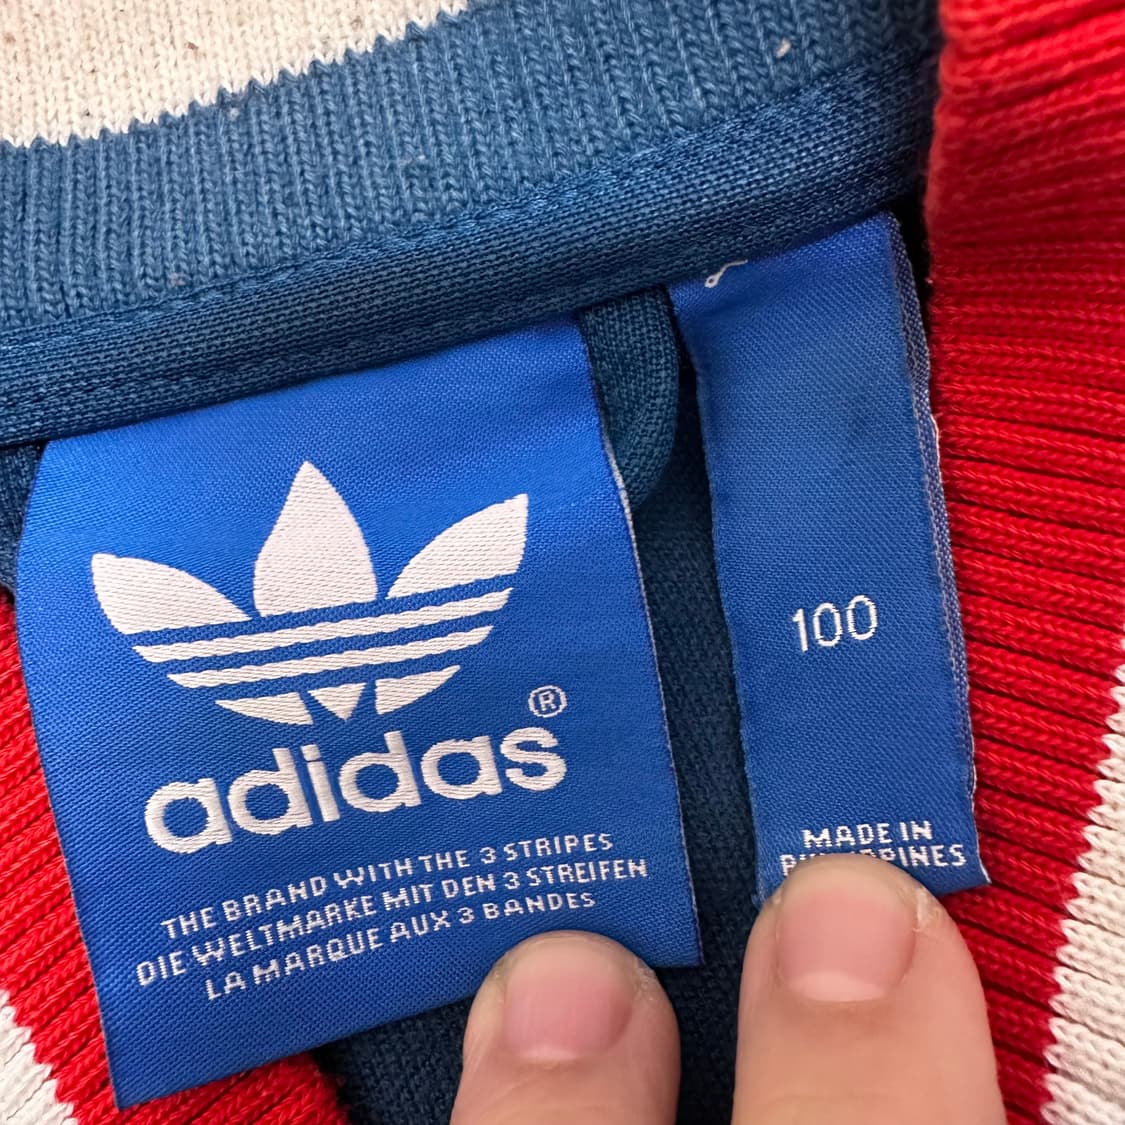 adidas®
THE BRAND WITH THE 3 STRIPES
DIE WELTMARKE MIT DEN 3 STREIFEN
LA MARQUE AUX 3 BANDES
100
MADE IN
PHILIPPINES